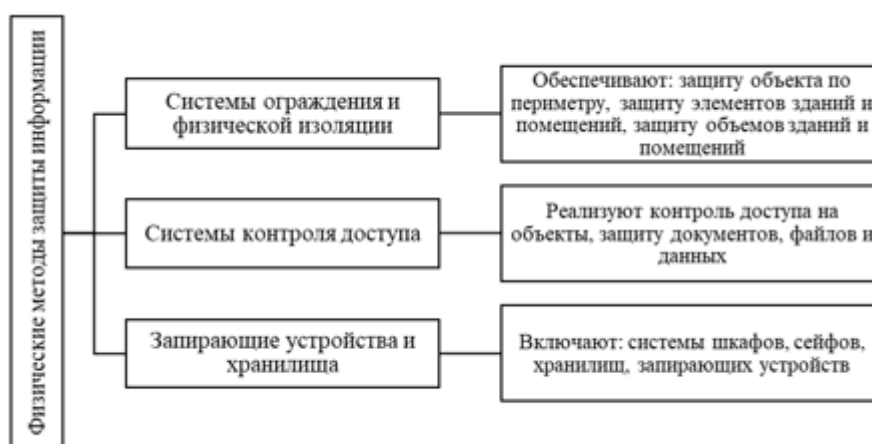 Физические методы защиты информации
Системы ограждения и
физической изоляции
Обеспечивают: защиту объекта по
периметру, защиту элементов зданий и
помещений, защиту объемов зданий и
помещений
Системы контроля доступа
Реализуют контроль доступа на
объекты, защиту документов, файлов и
данных
Запирающие устройства и
хранилища
Включают: системы шкафов, сейфов,
хранилищ, запирающих устройств